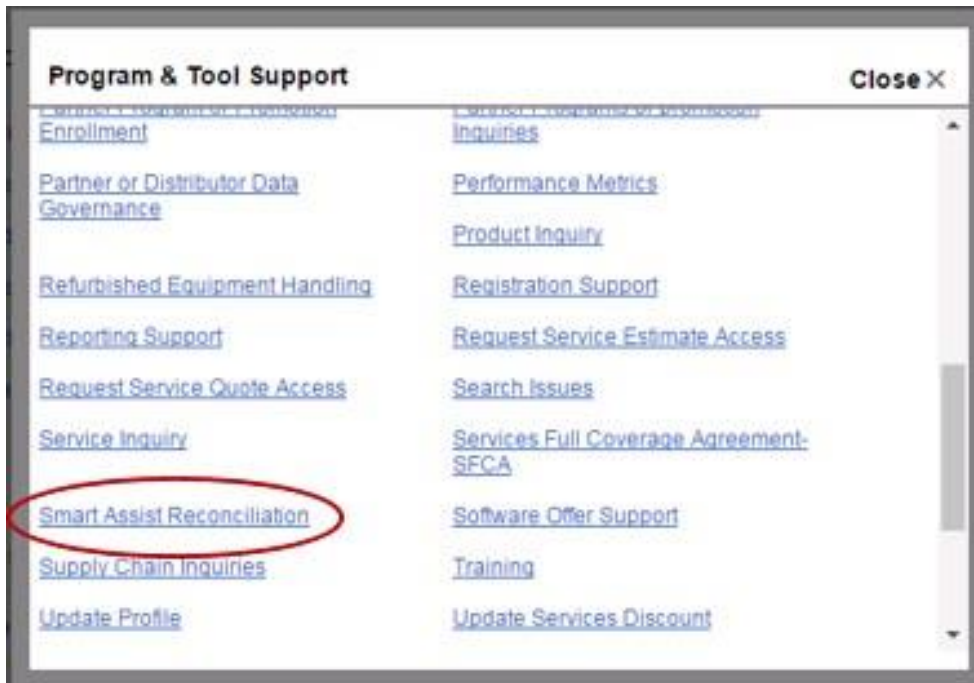 Program & Tool Support
Close ×
Enrollment
Inquiries
Partner or Distributor Data
Governance
Performance Metrics
Product Inquiry
Refurbished Equipment Handling
Registration Support
Reporting Support
Request Service Estimate Access
Request Service Quote Access
Search Issues
Service Inquiry
Services Full Coverage Agreement-
SFCA
Smart Assist Reconciliation
Software Offer Support
Supply Chain Inquiries
Training
Update Profile
Update Services Discount